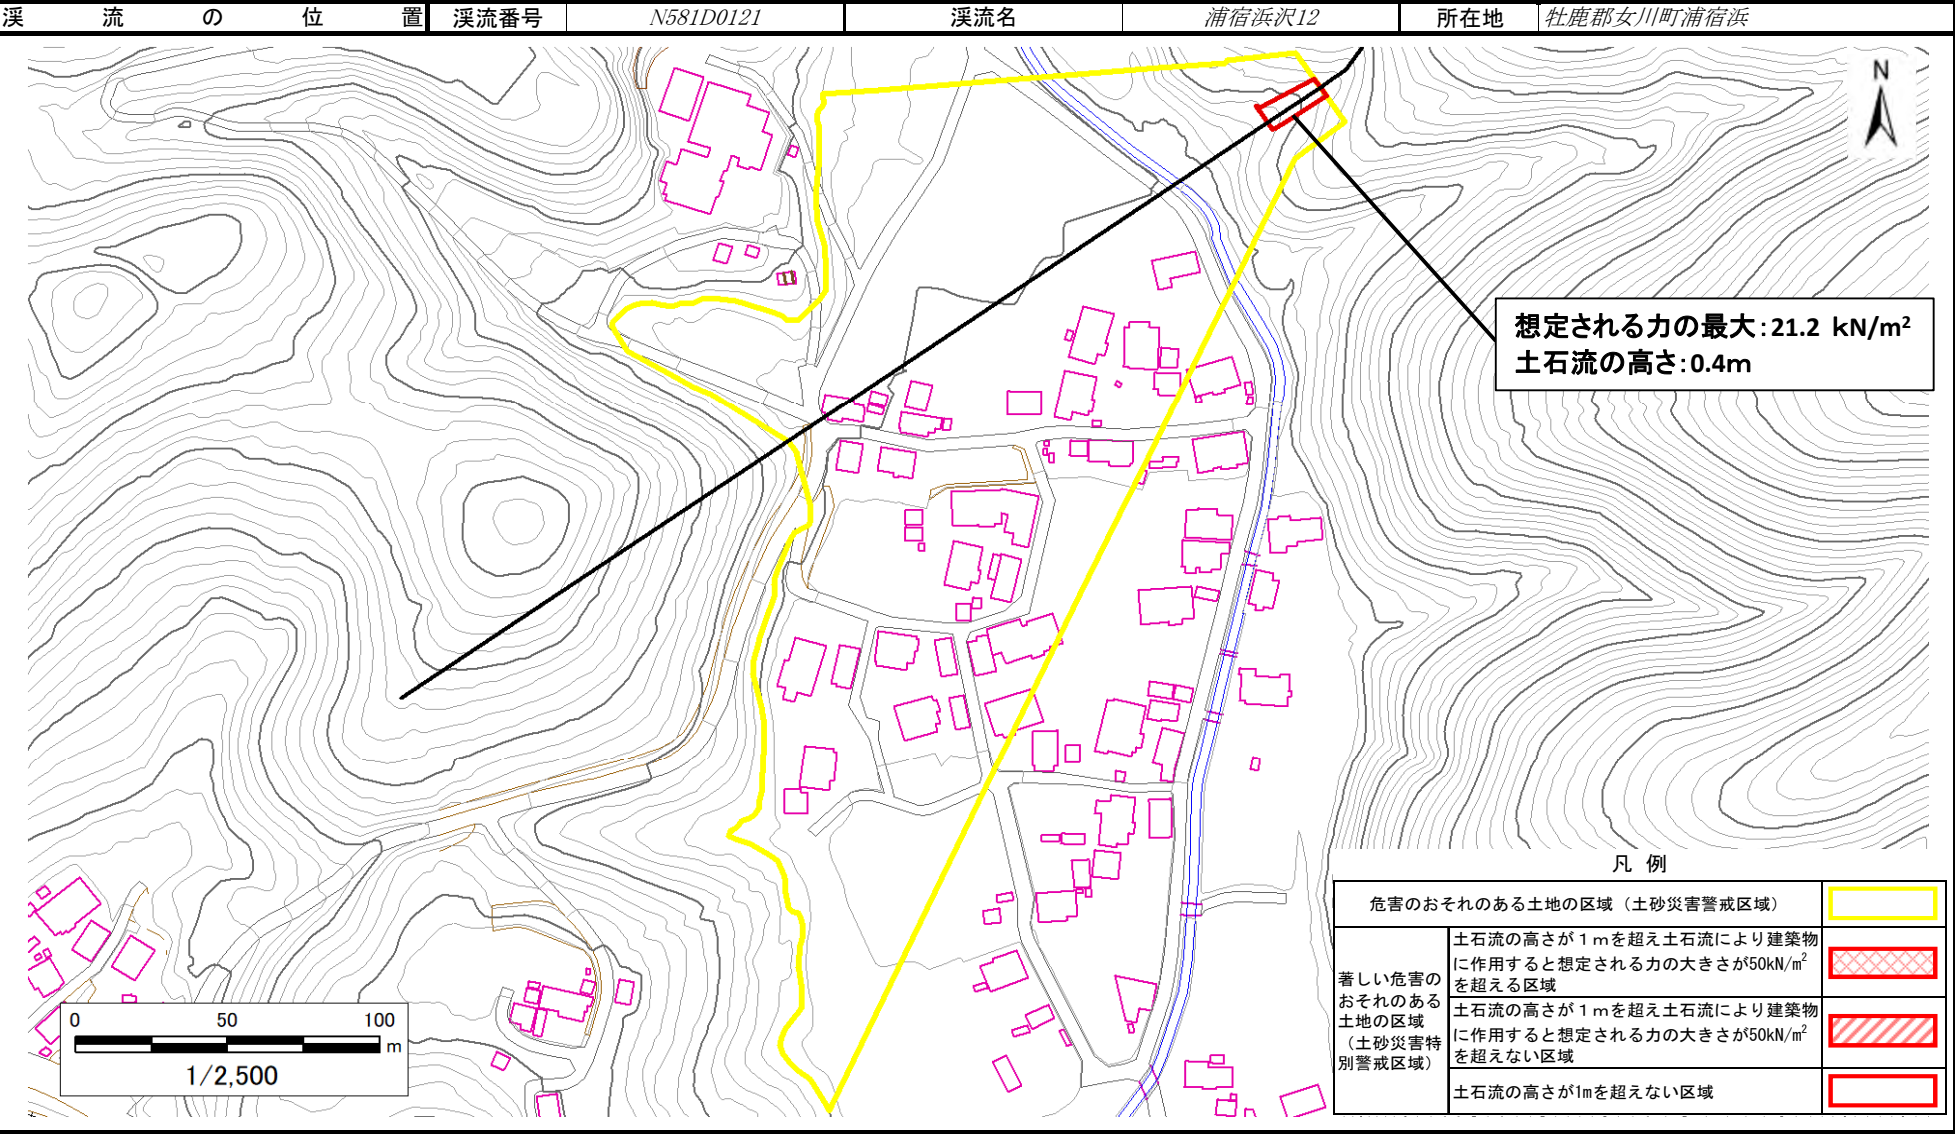 渓流の位置 渓流番号 N581D0121 渓流名 浦宿浜沢12 所在地 牡鹿郡女川町浦宿浜
N
想定される力の最大：21.2 kN/m²
土石流の高さ：0.4m
凡 例
危害のおそれのある土地の区域（土砂災害警戒区域）
著しい危害の
おそれのある
土地の区域
（土砂災害特
別警戒区域）
土石流の高さが１ｍを超え土石流により建築物
に作用すると想定される力の大きさが50kN/m²
を超える区域
土石流の高さが１ｍを超え土石流により建築物
に作用すると想定される力の大きさが50kN/m²
を超えない区域
土石流の高さが1mを超えない区域
0 50 100
m
1/2,500